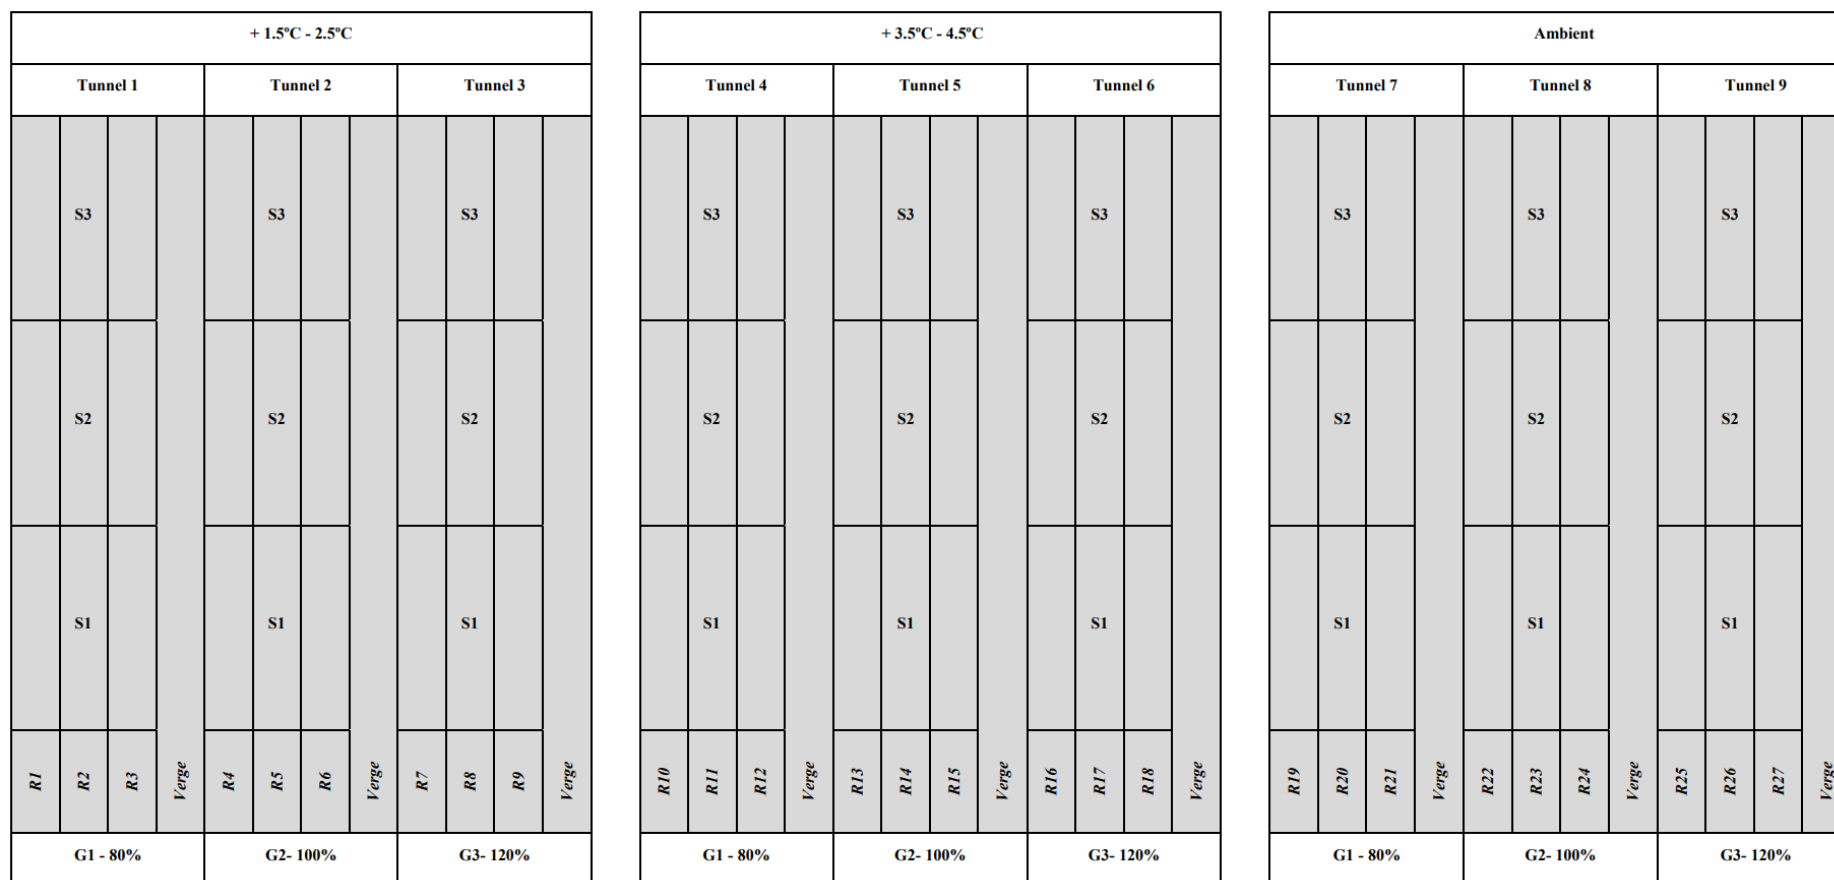 + 1.5ºC - 2.5ºC + 3.5ºC - 4.5ºC Ambient
Tunnel 1 Tunnel 2 Tunnel 3 Tunnel 4 Tunnel 5 Tunnel 6 Tunnel 7 Tunnel 8 Tunnel 9
S3 S3 S3 S3 S3 S3 S3 S3 S3
S2 S2 S2 S2 S2 S2 S2 S2 S2
S1 S1 S1 S1 S1 S1 S1 S1 S1
R1 R2 R3 Verge R4 R5 R6 Verge R7 R8 R9 Verge R10 R11 R12 Verge R13 R14 R15 Verge R16 R17 R18 Verge R19 R20 R21 Verge R22 R23 R24 Verge R25 R26 R27 Verge
G1 - 80% G2- 100% G3- 120% G1 - 80% G2- 100% G3- 120% G1 - 80% G2- 100% G3- 120%